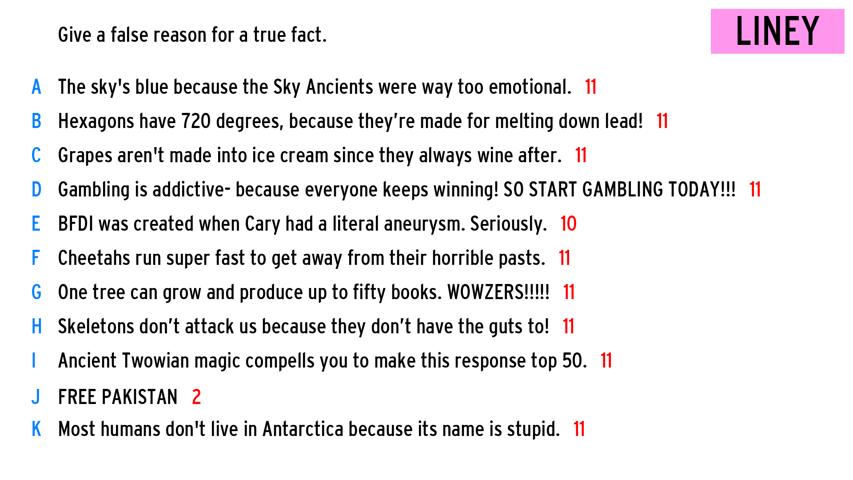 LINEY
Give a false reason for a true fact.
A The sky's blue because the Sky Ancients were way too emotional. 11
B Hexagons have 720 degrees, because they’re made for melting down lead! 11
C Grapes aren't made into ice cream since they always wine after. 11
D Gambling is addictive- because everyone keeps winning! SO START GAMBLING TODAY!!! 11
E BFDI was created when Cary had a literal aneurysm. Seriously. 10
F Cheetahs run super fast to get away from their horrible pasts. 11
G One tree can grow and produce up to fifty books. WOWZERS!!!!! 11
H Skeletons don’t attack us because they don’t have the guts to! 11
I Ancient Twowian magic compells you to make this response top 50. 11
J FREE PAKISTAN 2
K Most humans don't live in Antarctica because its name is stupid. 11